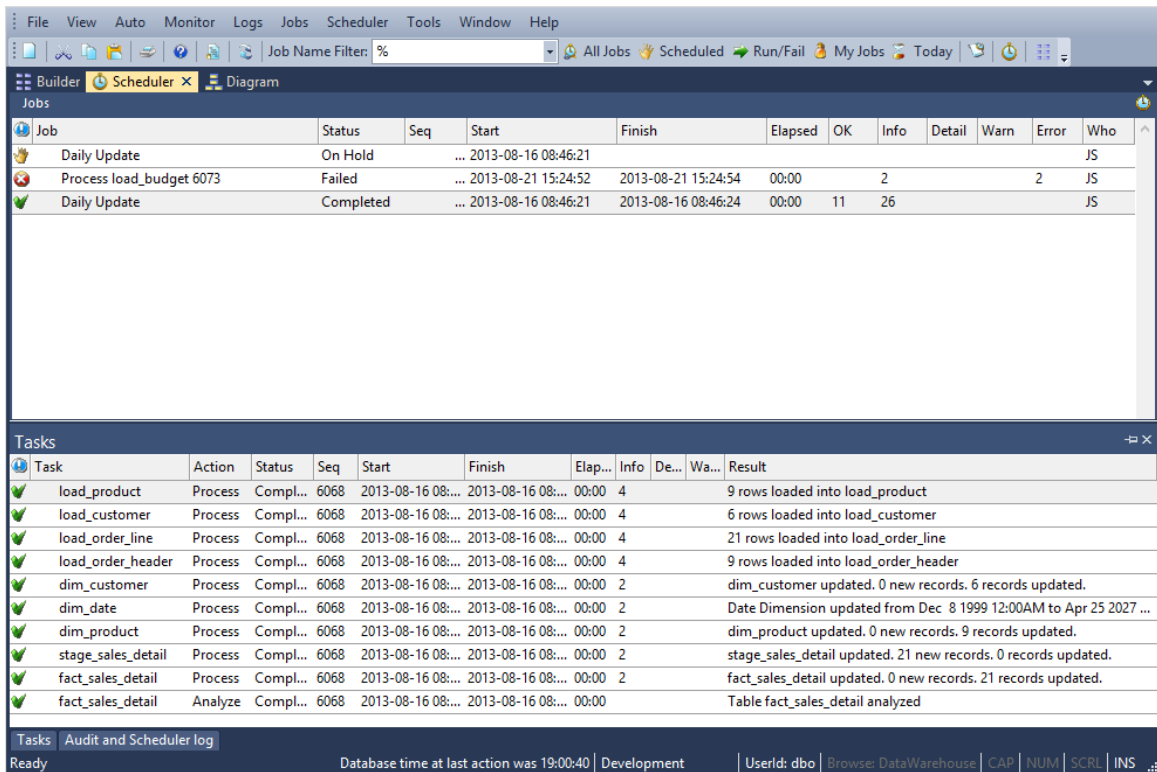 File View Auto Monitor Logs Jobs Scheduler Tools Window Help
Job Name Filter: % All Jobs Scheduled Run/Fail My Jobs Today
Builder Scheduler Diagram
Jobs
Job Status Seq Start Finish Elapsed OK Info Detail Warn Error Who
Daily Update On Hold ... 2013-08-16 08:46:21 JS
Process load_budget 6073 Failed ... 2013-08-21 15:24:52 2013-08-21 15:24:54 00:00 2 2 JS
Daily Update Completed ... 2013-08-16 08:46:21 2013-08-16 08:46:24 00:00 11 26 JS
Tasks
Task Action Status Seq Start Finish Elap... Info De... Wa... Result
load_product Process Compl... 6068 2013-08-16 08:... 2013-08-16 08:... 00:00 4 9 rows loaded into load_product
load_customer Process Compl... 6068 2013-08-16 08:... 2013-08-16 08:... 00:00 4 6 rows loaded into load_customer
load_order_line Process Compl... 6068 2013-08-16 08:... 2013-08-16 08:... 00:00 4 21 rows loaded into load_order_line
load_order_header Process Compl... 6068 2013-08-16 08:... 2013-08-16 08:... 00:00 4 9 rows loaded into load_order_header
dim_customer Process Compl... 6068 2013-08-16 08:... 2013-08-16 08:... 00:00 2 dim_customer updated. 0 new records. 6 records updated.
dim_date Process Compl... 6068 2013-08-16 08:... 2013-08-16 08:... 00:00 2 Date Dimension updated from Dec 8 1999 12:00AM to Apr 25 2027 ...
dim_product Process Compl... 6068 2013-08-16 08:... 2013-08-16 08:... 00:00 2 dim_product updated. 0 new records. 9 records updated.
stage_sales_detail Process Compl... 6068 2013-08-16 08:... 2013-08-16 08:... 00:00 2 stage_sales_detail updated. 21 new records. 0 records updated.
fact_sales_detail Process Compl... 6068 2013-08-16 08:... 2013-08-16 08:... 00:00 2 fact_sales_detail updated. 0 new records. 21 records updated.
fact_sales_detail Analyze Compl... 6068 2013-08-16 08:... 2013-08-16 08:... 00:00 Table fact_sales_detail analyzed
Tasks Audit and Scheduler log
Ready Database time at last action was 19:00:40 Development UserId: dbo Browse: DataWarehouse CAP NUM SCRL INS